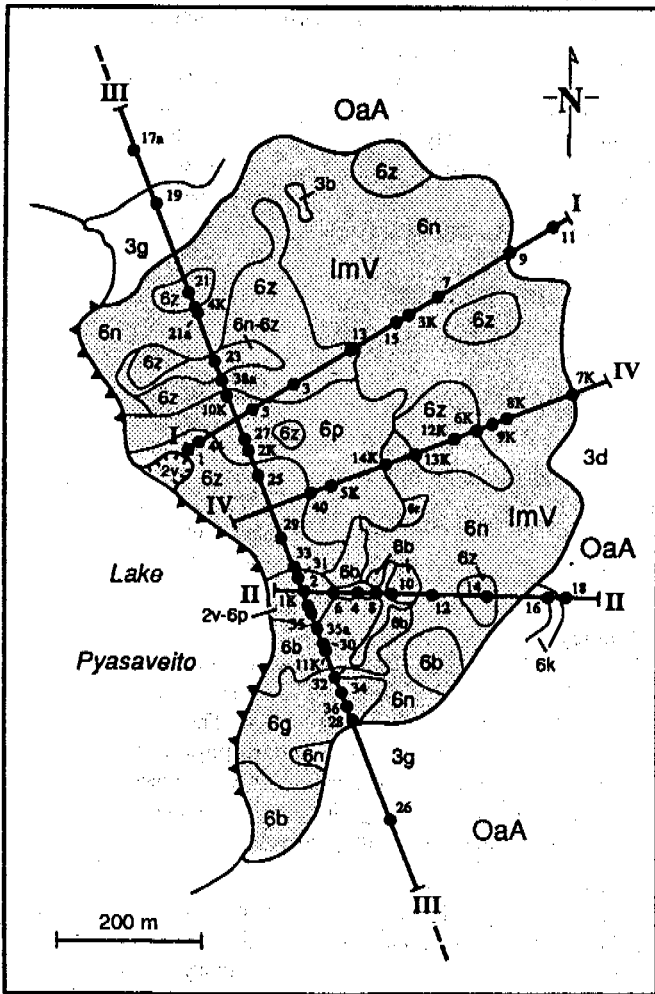 III
OaA
N
17a
19
3b
6z
6n
I
11
3g
ImV
9
21
6z
4K
7
6z
21a
3K
6n
6n-6z
15
13
6z
23
6z
38a
3
6z
7K
IV
10K
5
6z
8K
6K
I
41
27
6z
6p
12K
9K
1
2K
14K
13K
3d
2v
6z
25
5K
40
IV
6n
ImV
29
33
31
6b
6b
6z
OaA
Lake
II
2
10
14
1K
6
4
8
12
16
18
II
2v-6p
35
35a
6b
6k
Pyasaveito
6b
30
11K
6b
32
34
6n
36
6g
28
3g
6n
26
6b
OaA
200 m
III